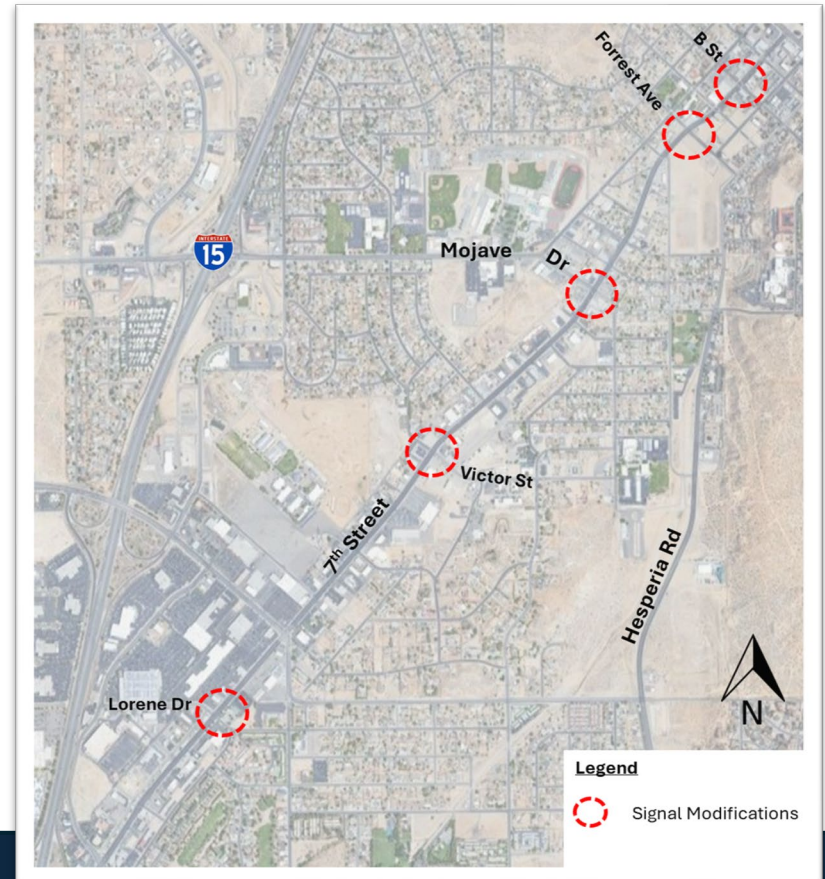 B St
Forrest Ave
INTERSTATE
15
Mojave
Dr
Victor St
7th Street
Hesperia Rd
Lorene Dr
N
Legend
Signal Modifications